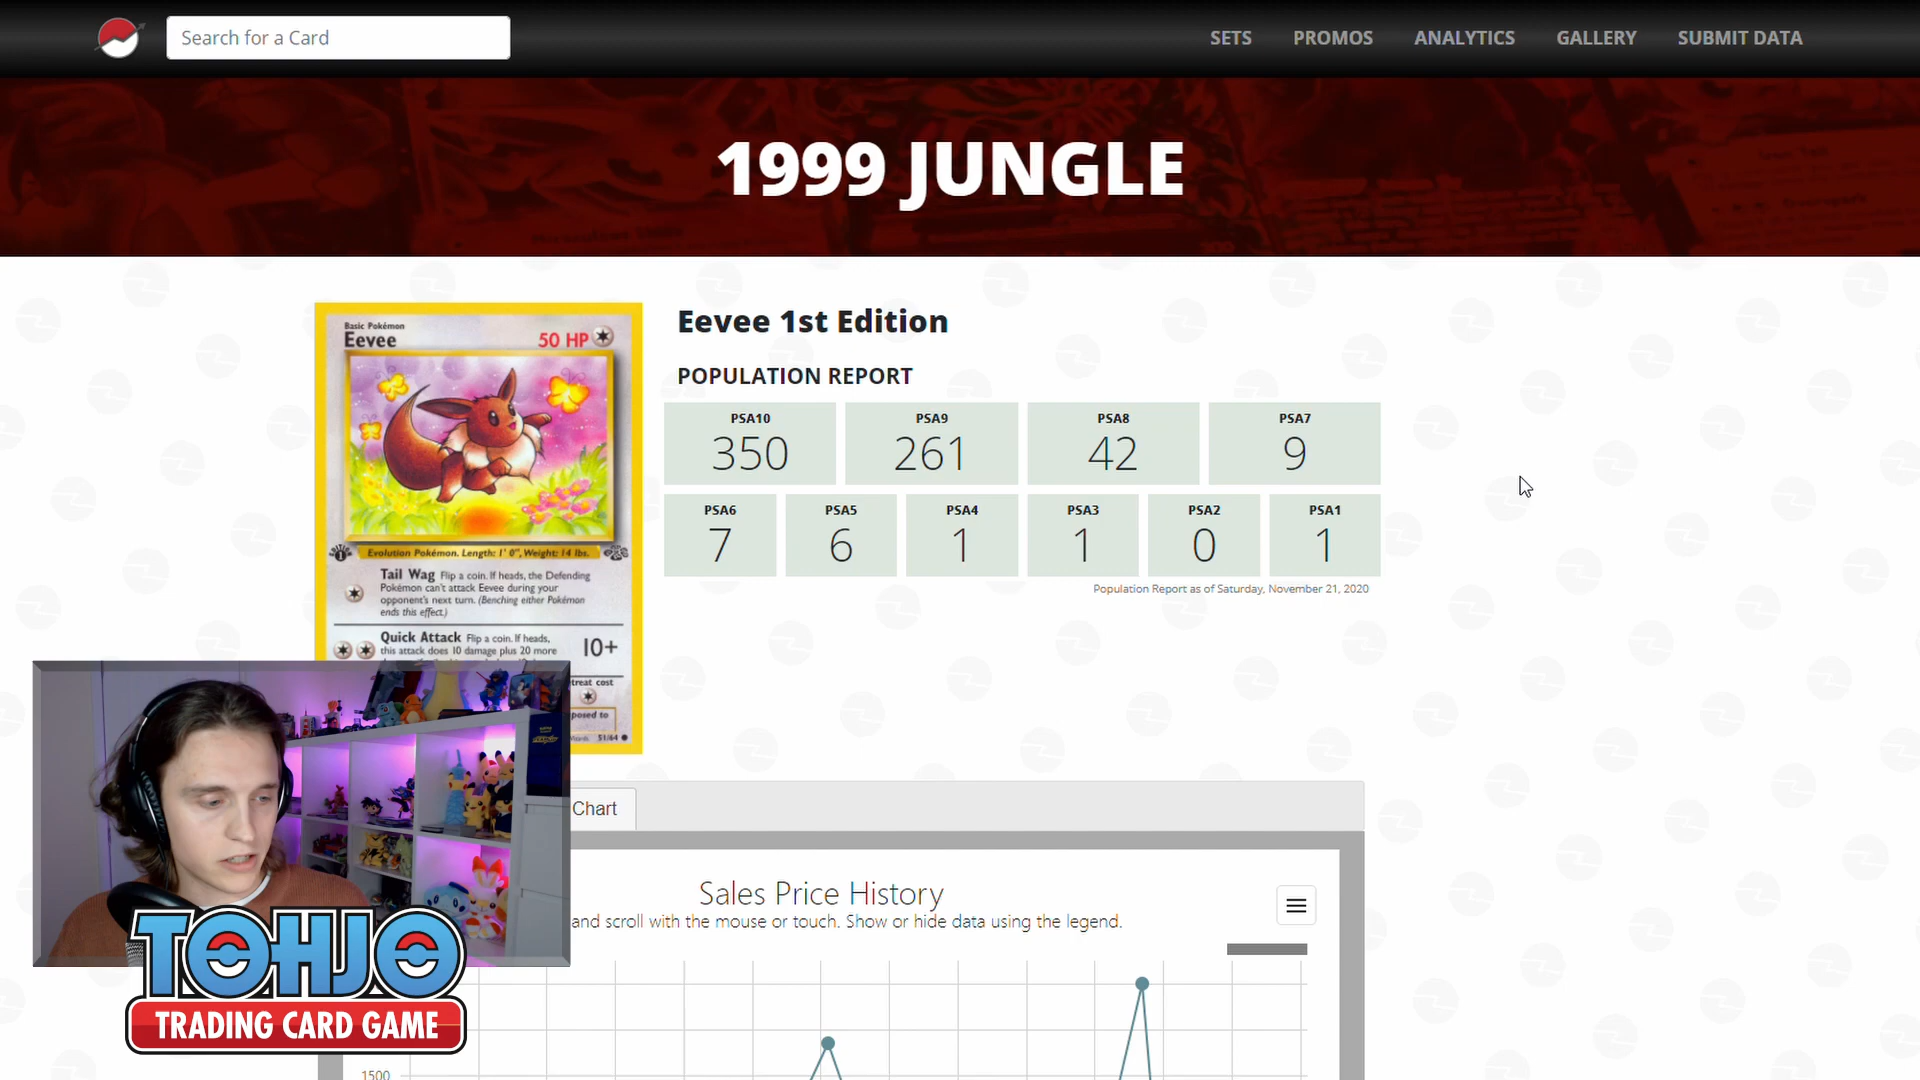 Search for a Card
SETS PROMOS ANALYTICS GALLERY SUBMIT DATA
1999 JUNGLE
Basic Pokémon
Eevee 50 HP
Evolution Pokémon. Length: 1' 0", Weight: 14 lbs.
Tail Wag Flip a coin. If heads, the Defending
Pokémon can't attack Eevee during your
opponent's next turn. (Benching either Pokémon
ends this effect.)
Quick Attack Flip a coin. If heads,
this attack does 10 damage plus 20 more
10+
treat cost
posed to
51/64
Eevee 1st Edition
POPULATION REPORT
PSA10 PSA9 PSA8 PSA7
350 261 42 9
PSA6 PSA5 PSA4 PSA3 PSA2 PSA1
7 6 1 1 0 1
Population Report as of Saturday, November 21, 2020
Chart
Sales Price History
and scroll with the mouse or touch. Show or hide data using the legend.
1500
TOHJO
TRADING CARD GAME